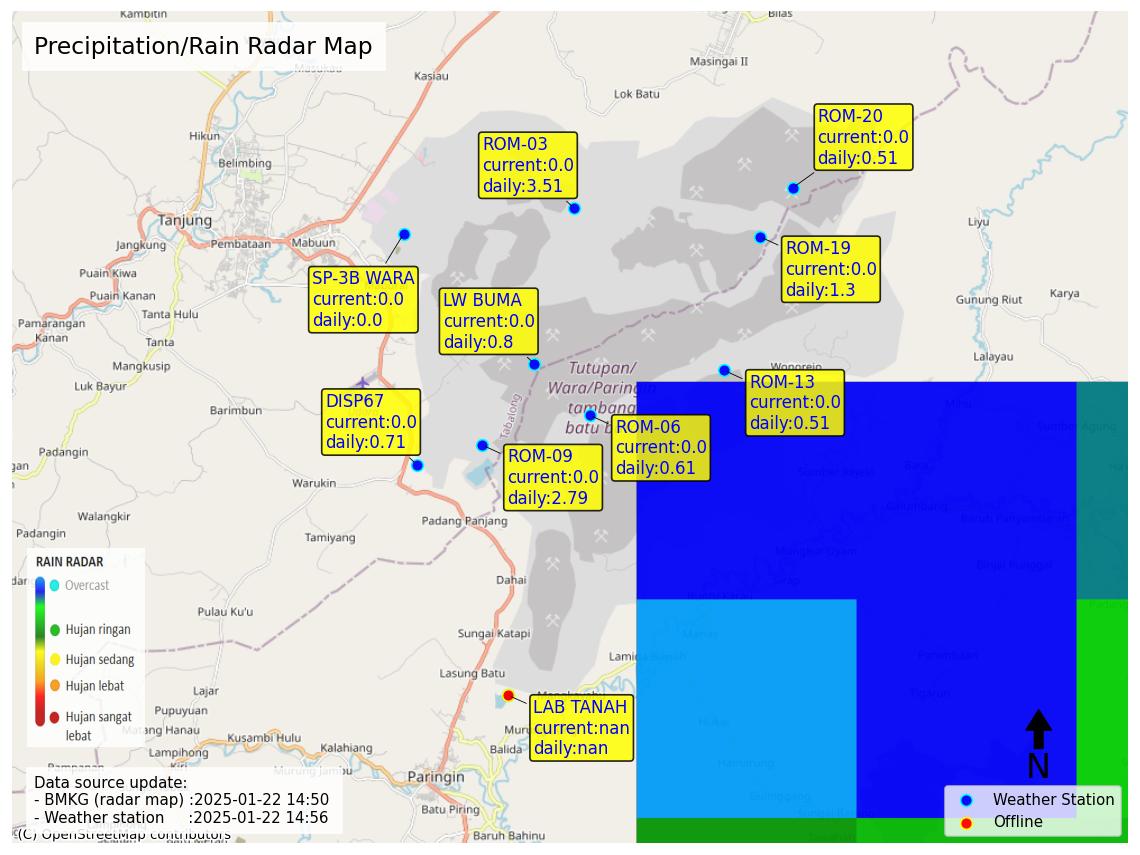 Kambitin
Bilas
Precipitation/Rain Radar Map
Masingai II
Kasiau
Lok Batu
ROM-20
current:0.0
daily:0.51
Hikun
ROM-03
current:0.0
daily:3.51
Belimbing
Tanjung
Liyu
Jangkung
Pembataan
Mabuun
ROM-19
current:0.0
daily:1.3
Puain Kiwa
SP-3B WARA
current:0.0
daily:0.0
Puain Kanan
LW BUMA
current:0.0
daily:0.8
Gunung Riut
Karya
Tanta Hulu
Pamarangan
Kanan
Tanta
Lalayau
Mangkusip
Tutupan/
Wara/Paringin
tambang
batu b
Wonorejo
Luk Bayur
ROM-13
current:0.0
daily:0.51
DISP67
current:0.0
daily:0.71
Barimbun
Tabalong
Mihu
Sumber Agung
ROM-06
current:0.0
daily:0.61
Padangin
ROM-09
current:0.0
daily:2.79
Warukin
Walangkir
Padang Panjang
Padangin
Tamiyang
RAIN RADAR
Overcast
Hujan ringan
Hujan sedang
Hujan lebat
Hujan sangat
lebat
Dahai
Pulau Ku'u
Sungai Katapi
Lasung Batu
Lajar
LAB TANAH
current:nan
daily:nan
Pupuyuan
Matang Hanau
Kusambi Hulu
Lampihong
Kalahiang
Balida
Murung Jambu
Paringin
N
Data source update:
- BMKG (radar map) :2025-01-22 14:50
- Weather station :2025-01-22 14:56
Batu Piring
Weather Station
Offline
(C) OpenStreetMap contributors
Baruh Bahinu